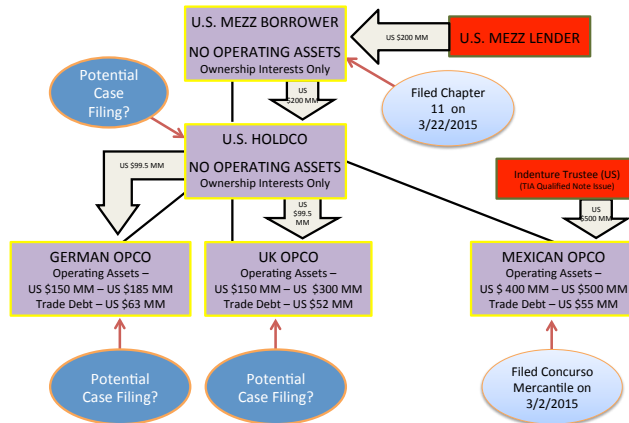 U.S. MEZZ BORROWER
NO OPERATING ASSETS
Ownership Interests Only
US $200 MM
U.S. MEZZ LENDER
Potential
Case
Filing?
US
$200 MM
Filed Chapter
11 on
3/22/2015
U.S. HOLDCO
NO OPERATING ASSETS
Ownership Interests Only
US $99.5 MM
US
$99.5
MM
Indenture Trustee (US)
(TIA Qualified Note Issue)
US
$500 MM
GERMAN OPCO
Operating Assets –
US $150 MM – US $185 MM
Trade Debt – US $63 MM
UK OPCO
Operating Assets –
US $150 MM – US $300 MM
Trade Debt – US $52 MM
MEXICAN OPCO
Operating Assets –
US $ 400 MM – US $500 MM
Trade Debt – US $55 MM
Potential
Case Filing?
Potential
Case Filing?
Filed Concurso
Mercantile on
3/2/2015